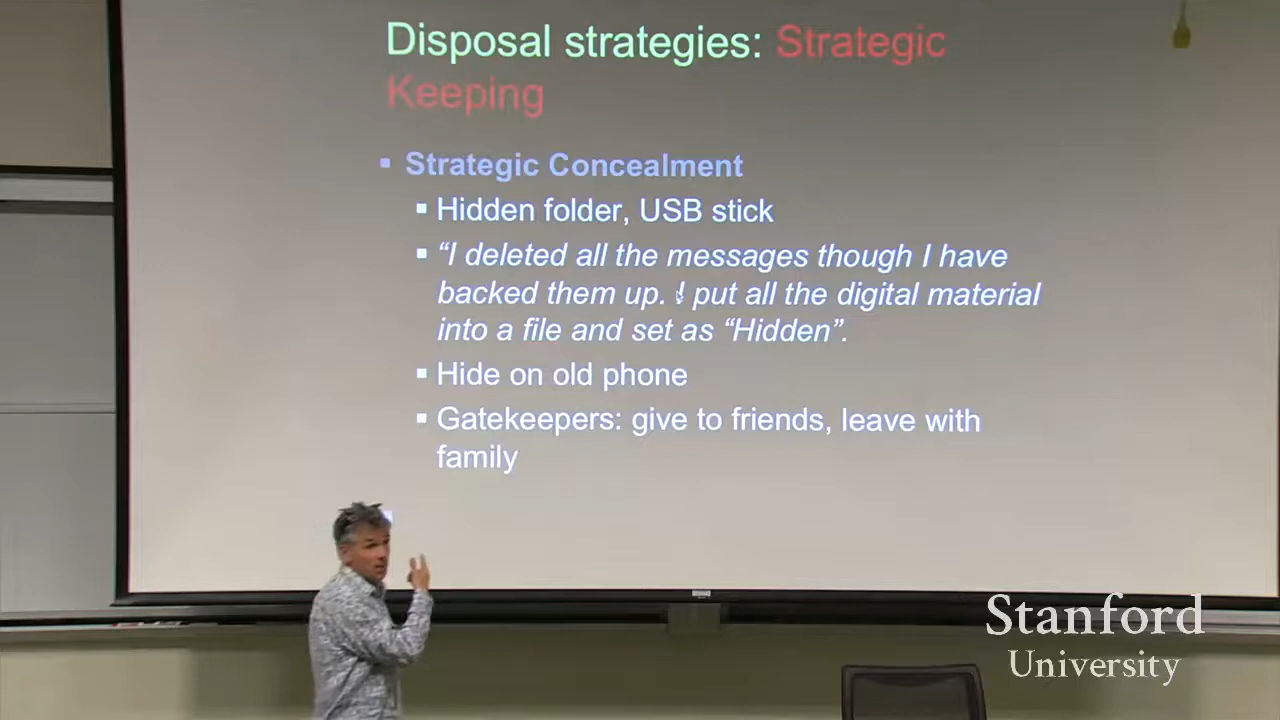 Disposal strategies: Strategic
Keeping
▪ Strategic Concealment
▪ Hidden folder, USB stick
▪ “I deleted all the messages though I have
backed them up. I put all the digital material
into a file and set as “Hidden”.
▪ Hide on old phone
▪ Gatekeepers: give to friends, leave with
family
Stanford
University